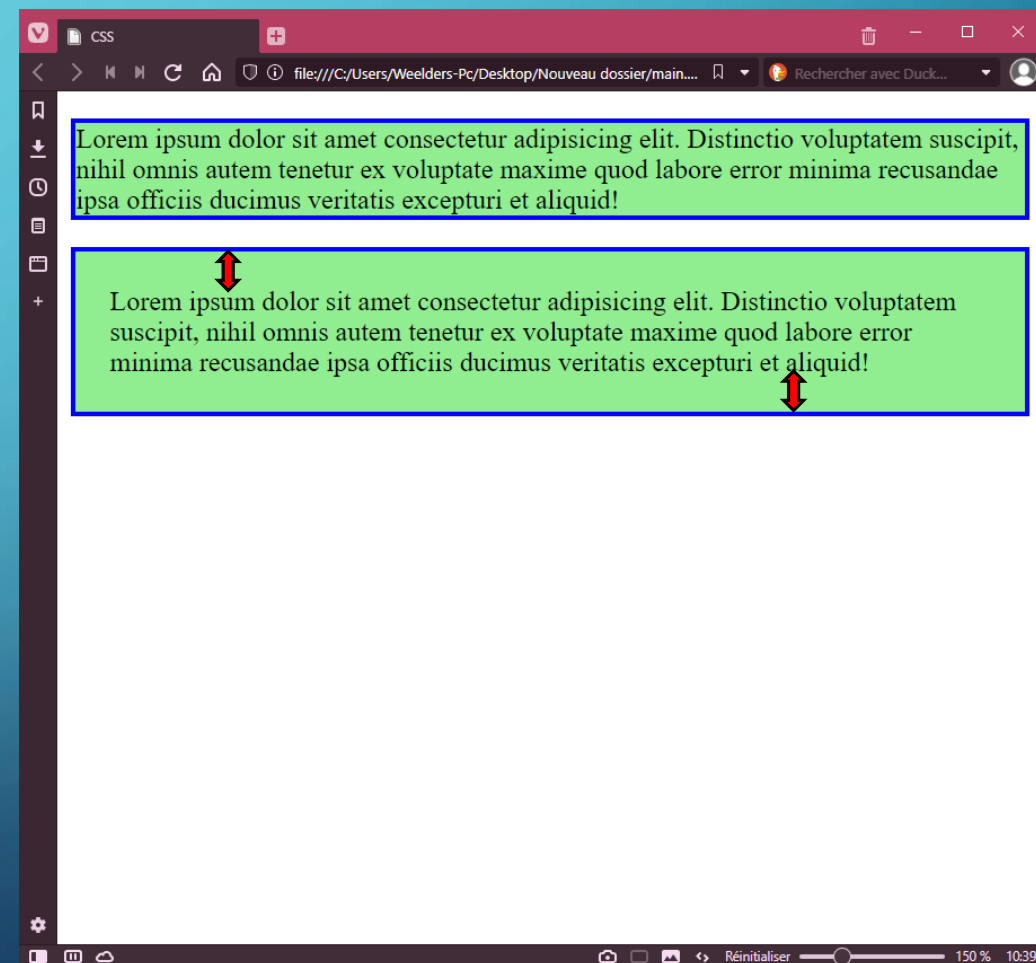 CSS
file:///C:/Users/Weelders-Pc/Desktop/Nouveau dossier/main....
Rechercher avec Duck...
Lorem ipsum dolor sit amet consectetur adipisicing elit. Distinctio voluptatem suscipit,
nihil omnis autem tenetur ex voluptate maxime quod labore error minima recusandae
ipsa officiis ducimus veritatis excepturi et aliquid!
Lorem ipsum dolor sit amet consectetur adipisicing elit. Distinctio voluptatem
suscipit, nihil omnis autem tenetur ex voluptate maxime quod labore error
minima recusandae ipsa officiis ducimus veritatis excepturi et aliquid!
Réinitialiser 150 % 10:39